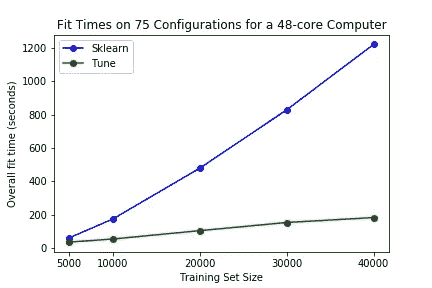 Fit Times on 75 Configurations for a 48-core Computer
Sklearn
Tune
1200
1000
800
600
400
200
0
Overall fit time (seconds)
5000 10000 20000 30000 40000
Training Set Size